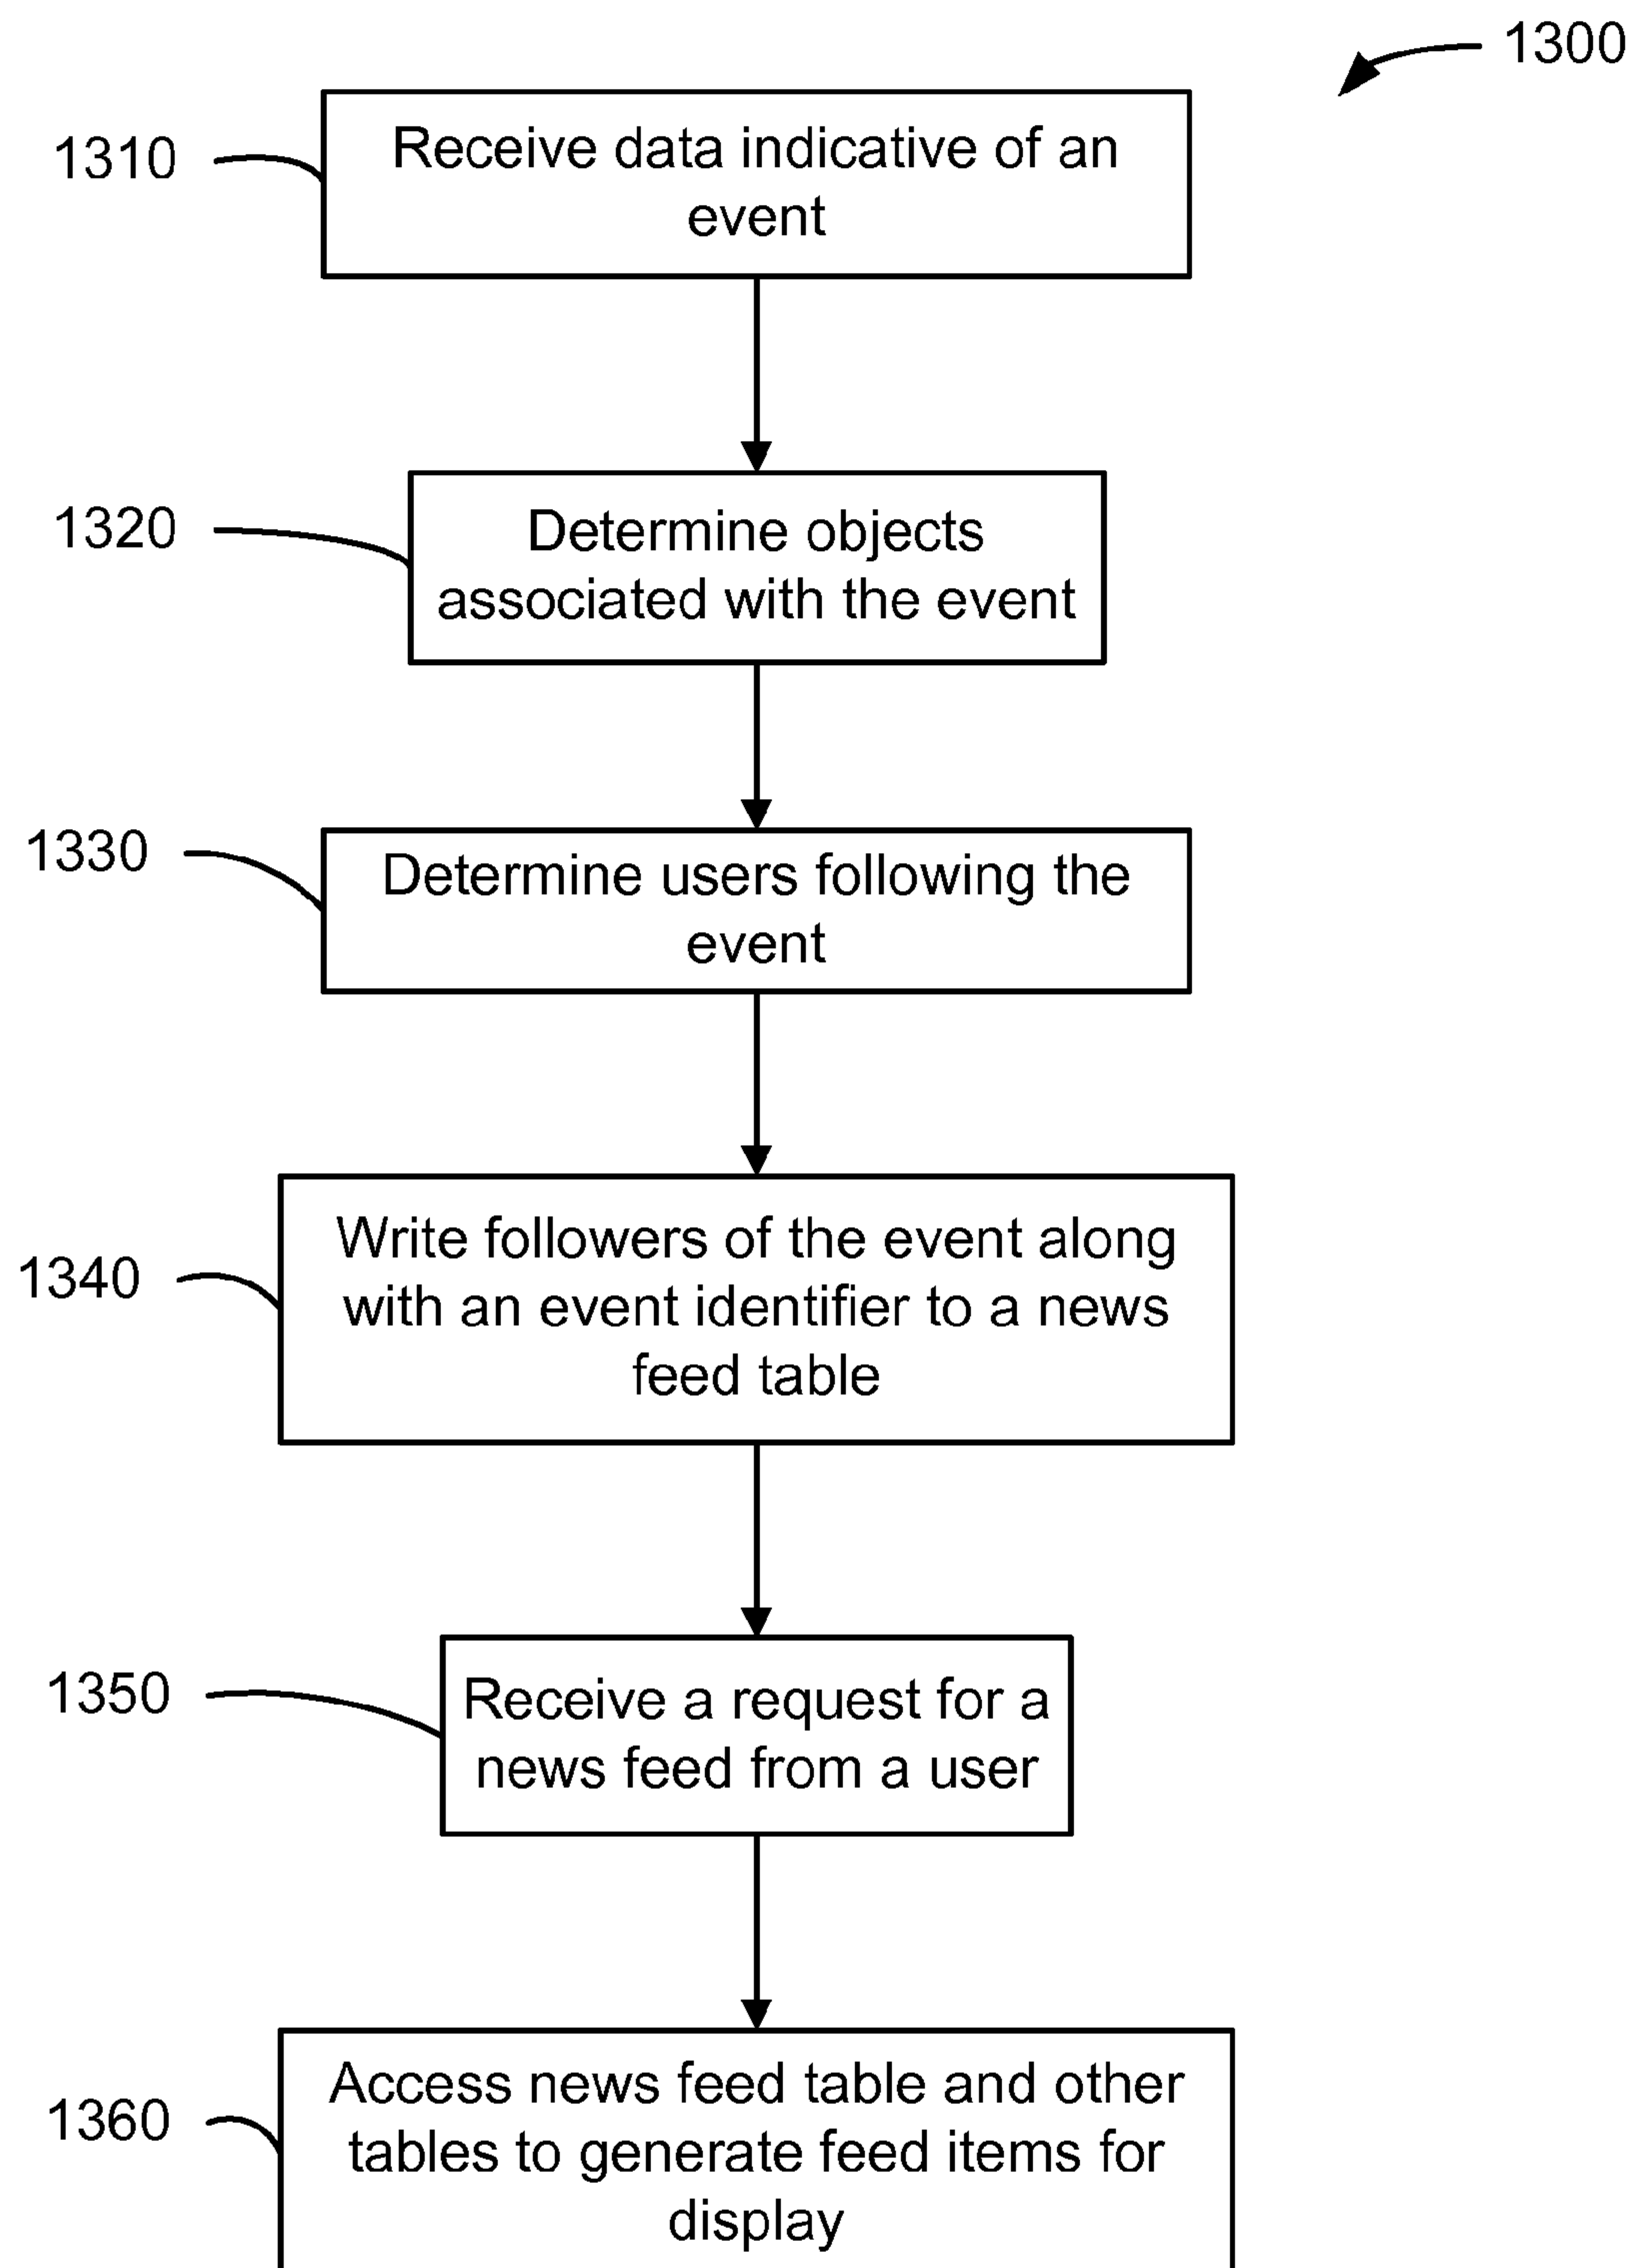 1300
1310
Receive data indicative of an
event
1320
Determine objects
associated with the event
1330
Determine users following the
event
1340
Write followers of the event along
with an event identifier to a news
feed table
1350
Receive a request for a
news feed from a user
1360
Access news feed table and other
tables to generate feed items for
display